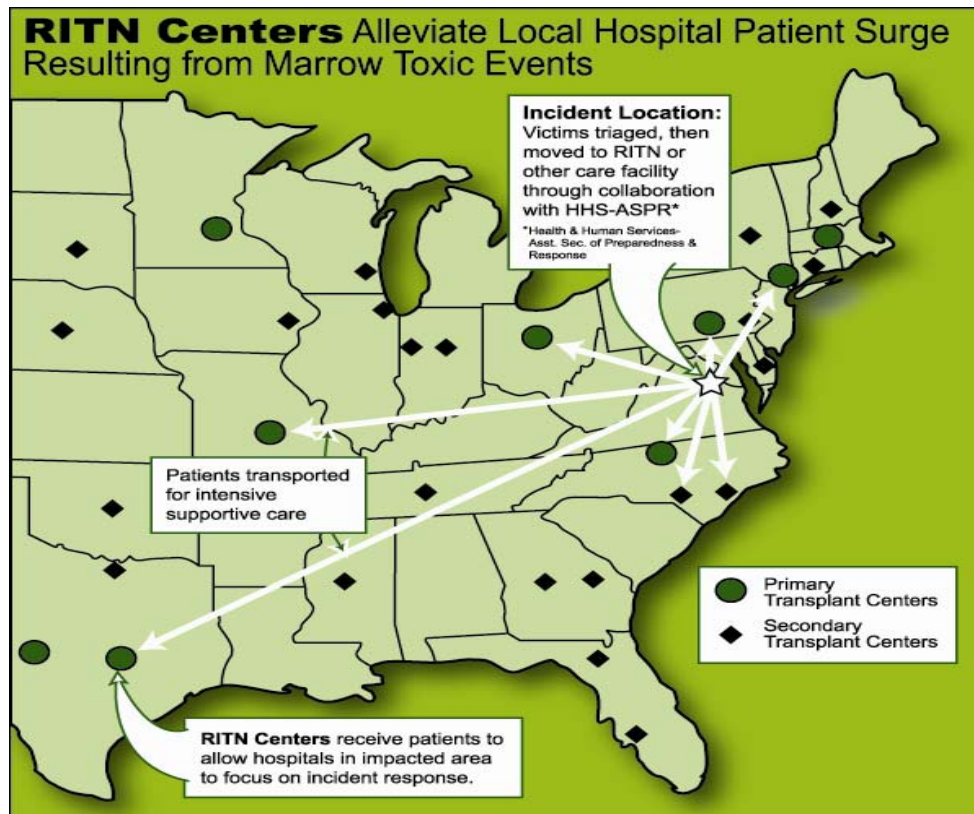 RITN Centers Alleviate Local Hospital Patient Surge
Resulting from Marrow Toxic Events
Incident Location:
Victims triaged, then
moved to RITN or
other care facility
through collaboration
with HHS-ASPR*
*Health & Human Services-
Asst. Sec. of Preparedness &
Response
Patients transported
for intensive
supportive care
Primary
Transplant Centers
Secondary
Transplant Centers
RITN Centers receive patients to
allow hospitals in impacted area
to focus on incident response.